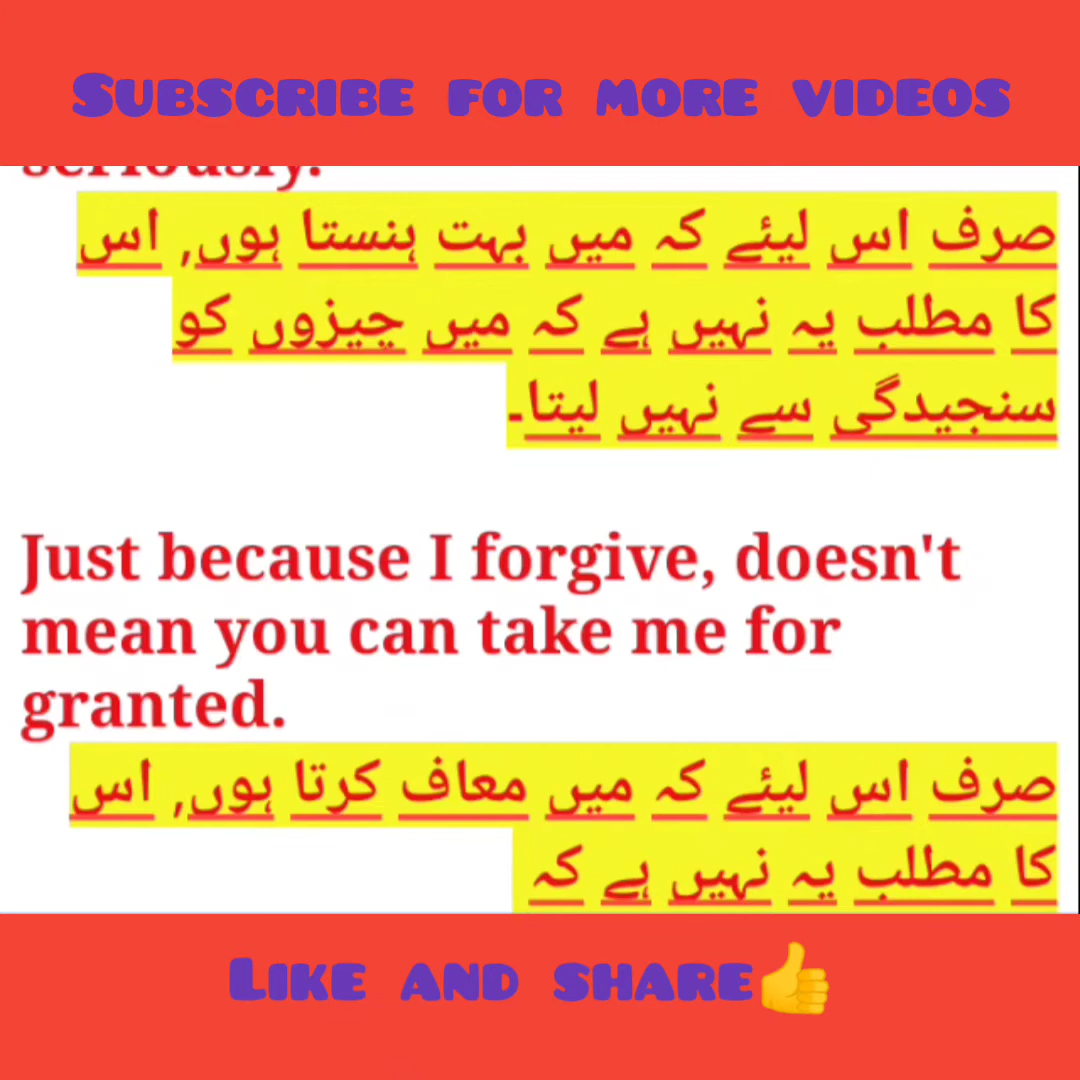 Subscribe for more videos
seriously.
صرف اس لیئے کہ میں بہت ہنستا ہوں, اس
کا مطلب یہ نہیں ہے کہ میں چیزوں کو
سنجیدگی سے نہیں لیتا۔
Just because I forgive, doesn't
mean you can take me for
granted.
صرف اس لیئے کہ میں معاف کرتا ہوں, اس
کا مطلب یہ نہیں ہے کہ
Like and share👍